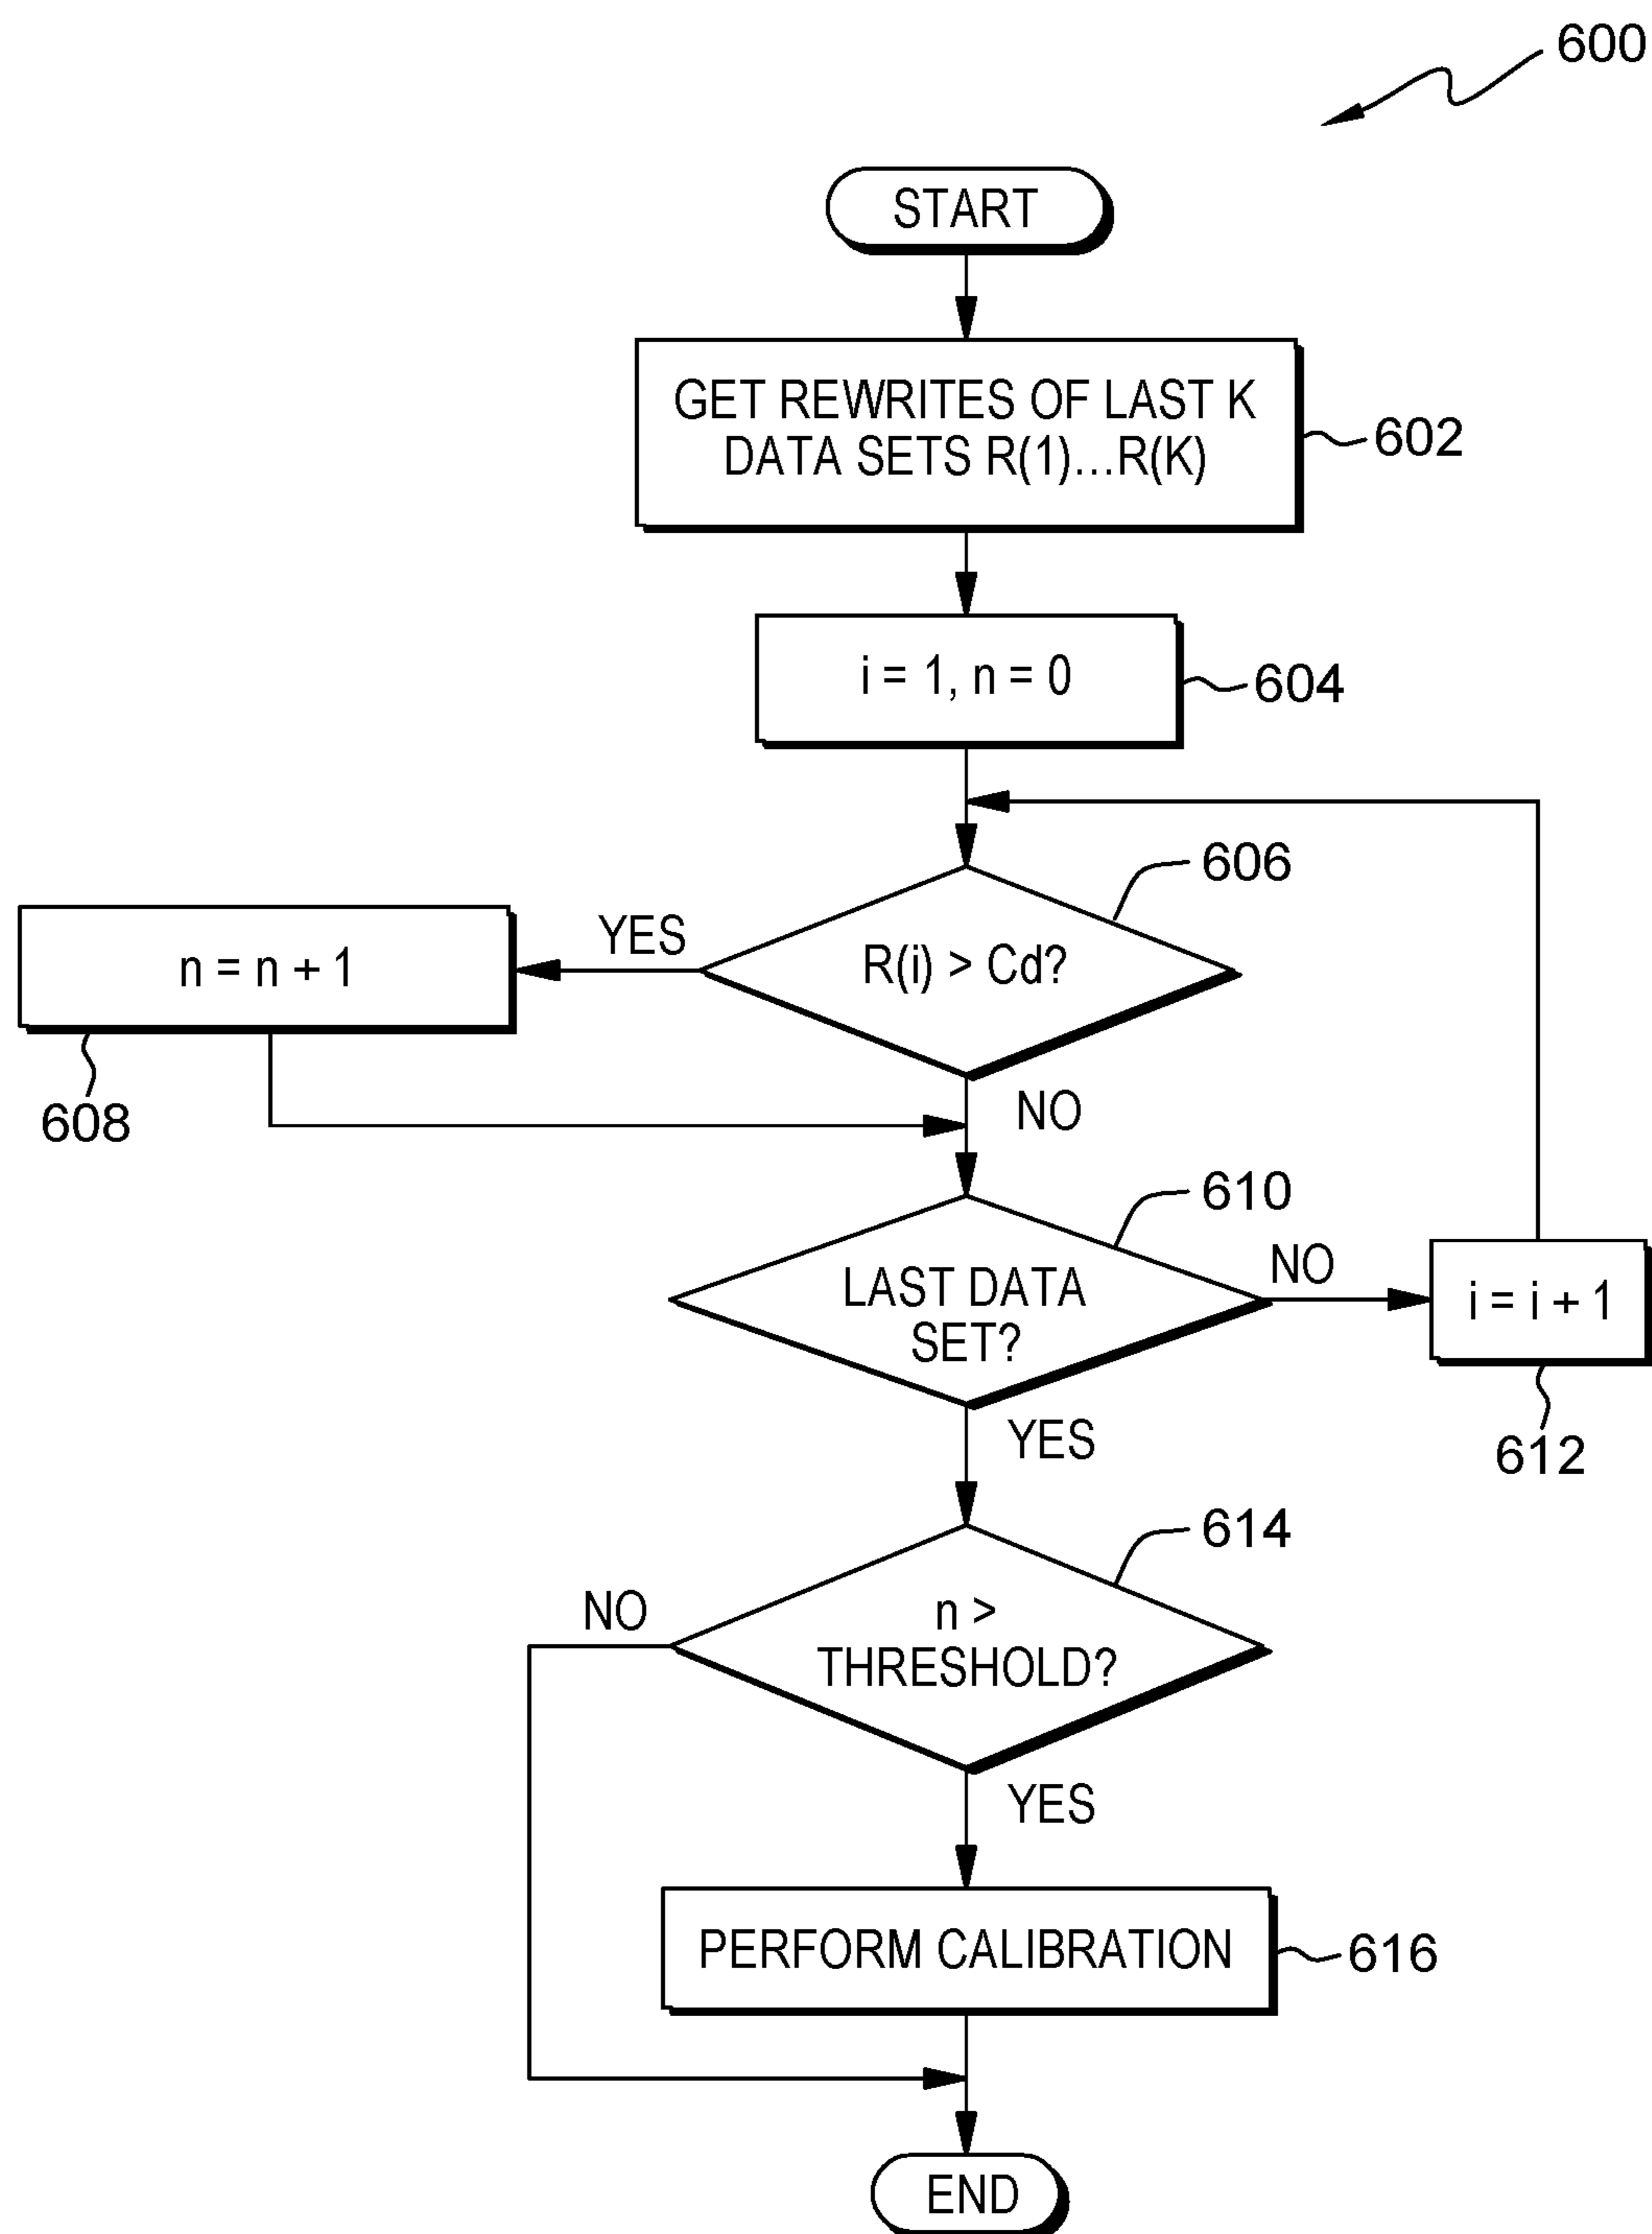 600
START
GET REWRITES OF LAST K
DATA SETS R(1)...R(K)
602
i = 1, n = 0
604
606
R(i) > Cd?
YES
n = n + 1
608
NO
610
LAST DATA
SET?
NO
i = i + 1
612
YES
614
n >
THRESHOLD?
NO
YES
PERFORM CALIBRATION
616
END